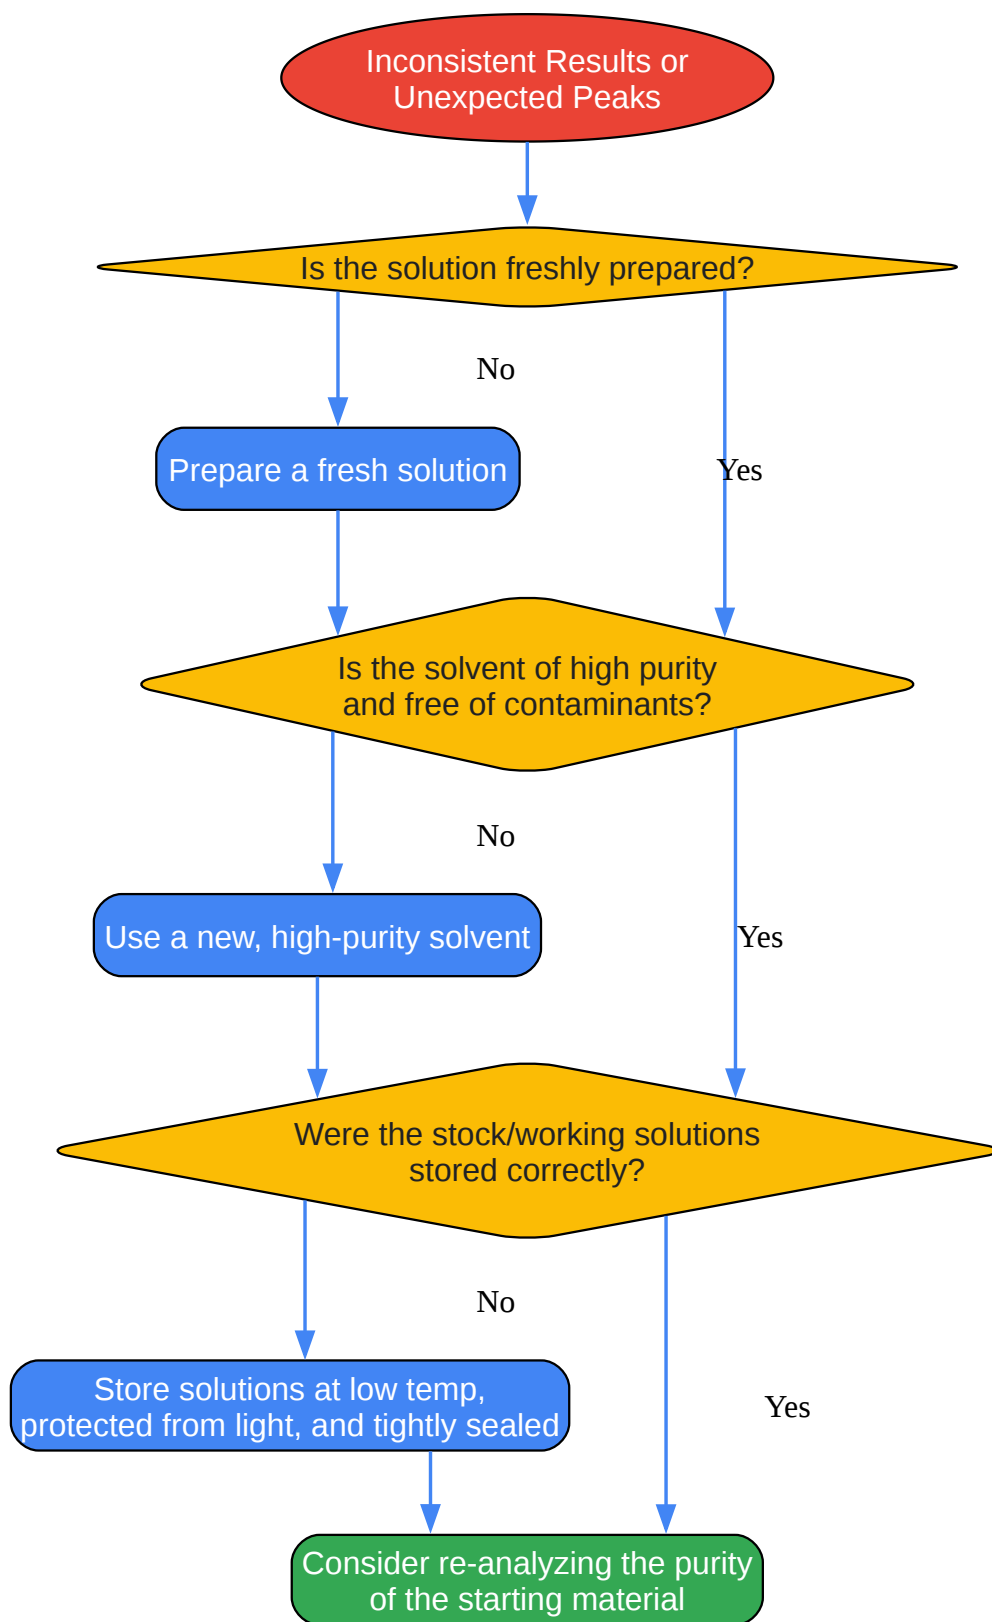 Inconsistent Results or
Unexpected Peaks
Is the solution freshly prepared?
No
Prepare a fresh solution
Yes
Is the solvent of high purity
and free of contaminants?
No
Use a new, high-purity solvent
Yes
Were the stock/working solutions
stored correctly?
No
Store solutions at low temp,
protected from light, and tightly sealed
Yes
Consider re-analyzing the purity
of the starting material